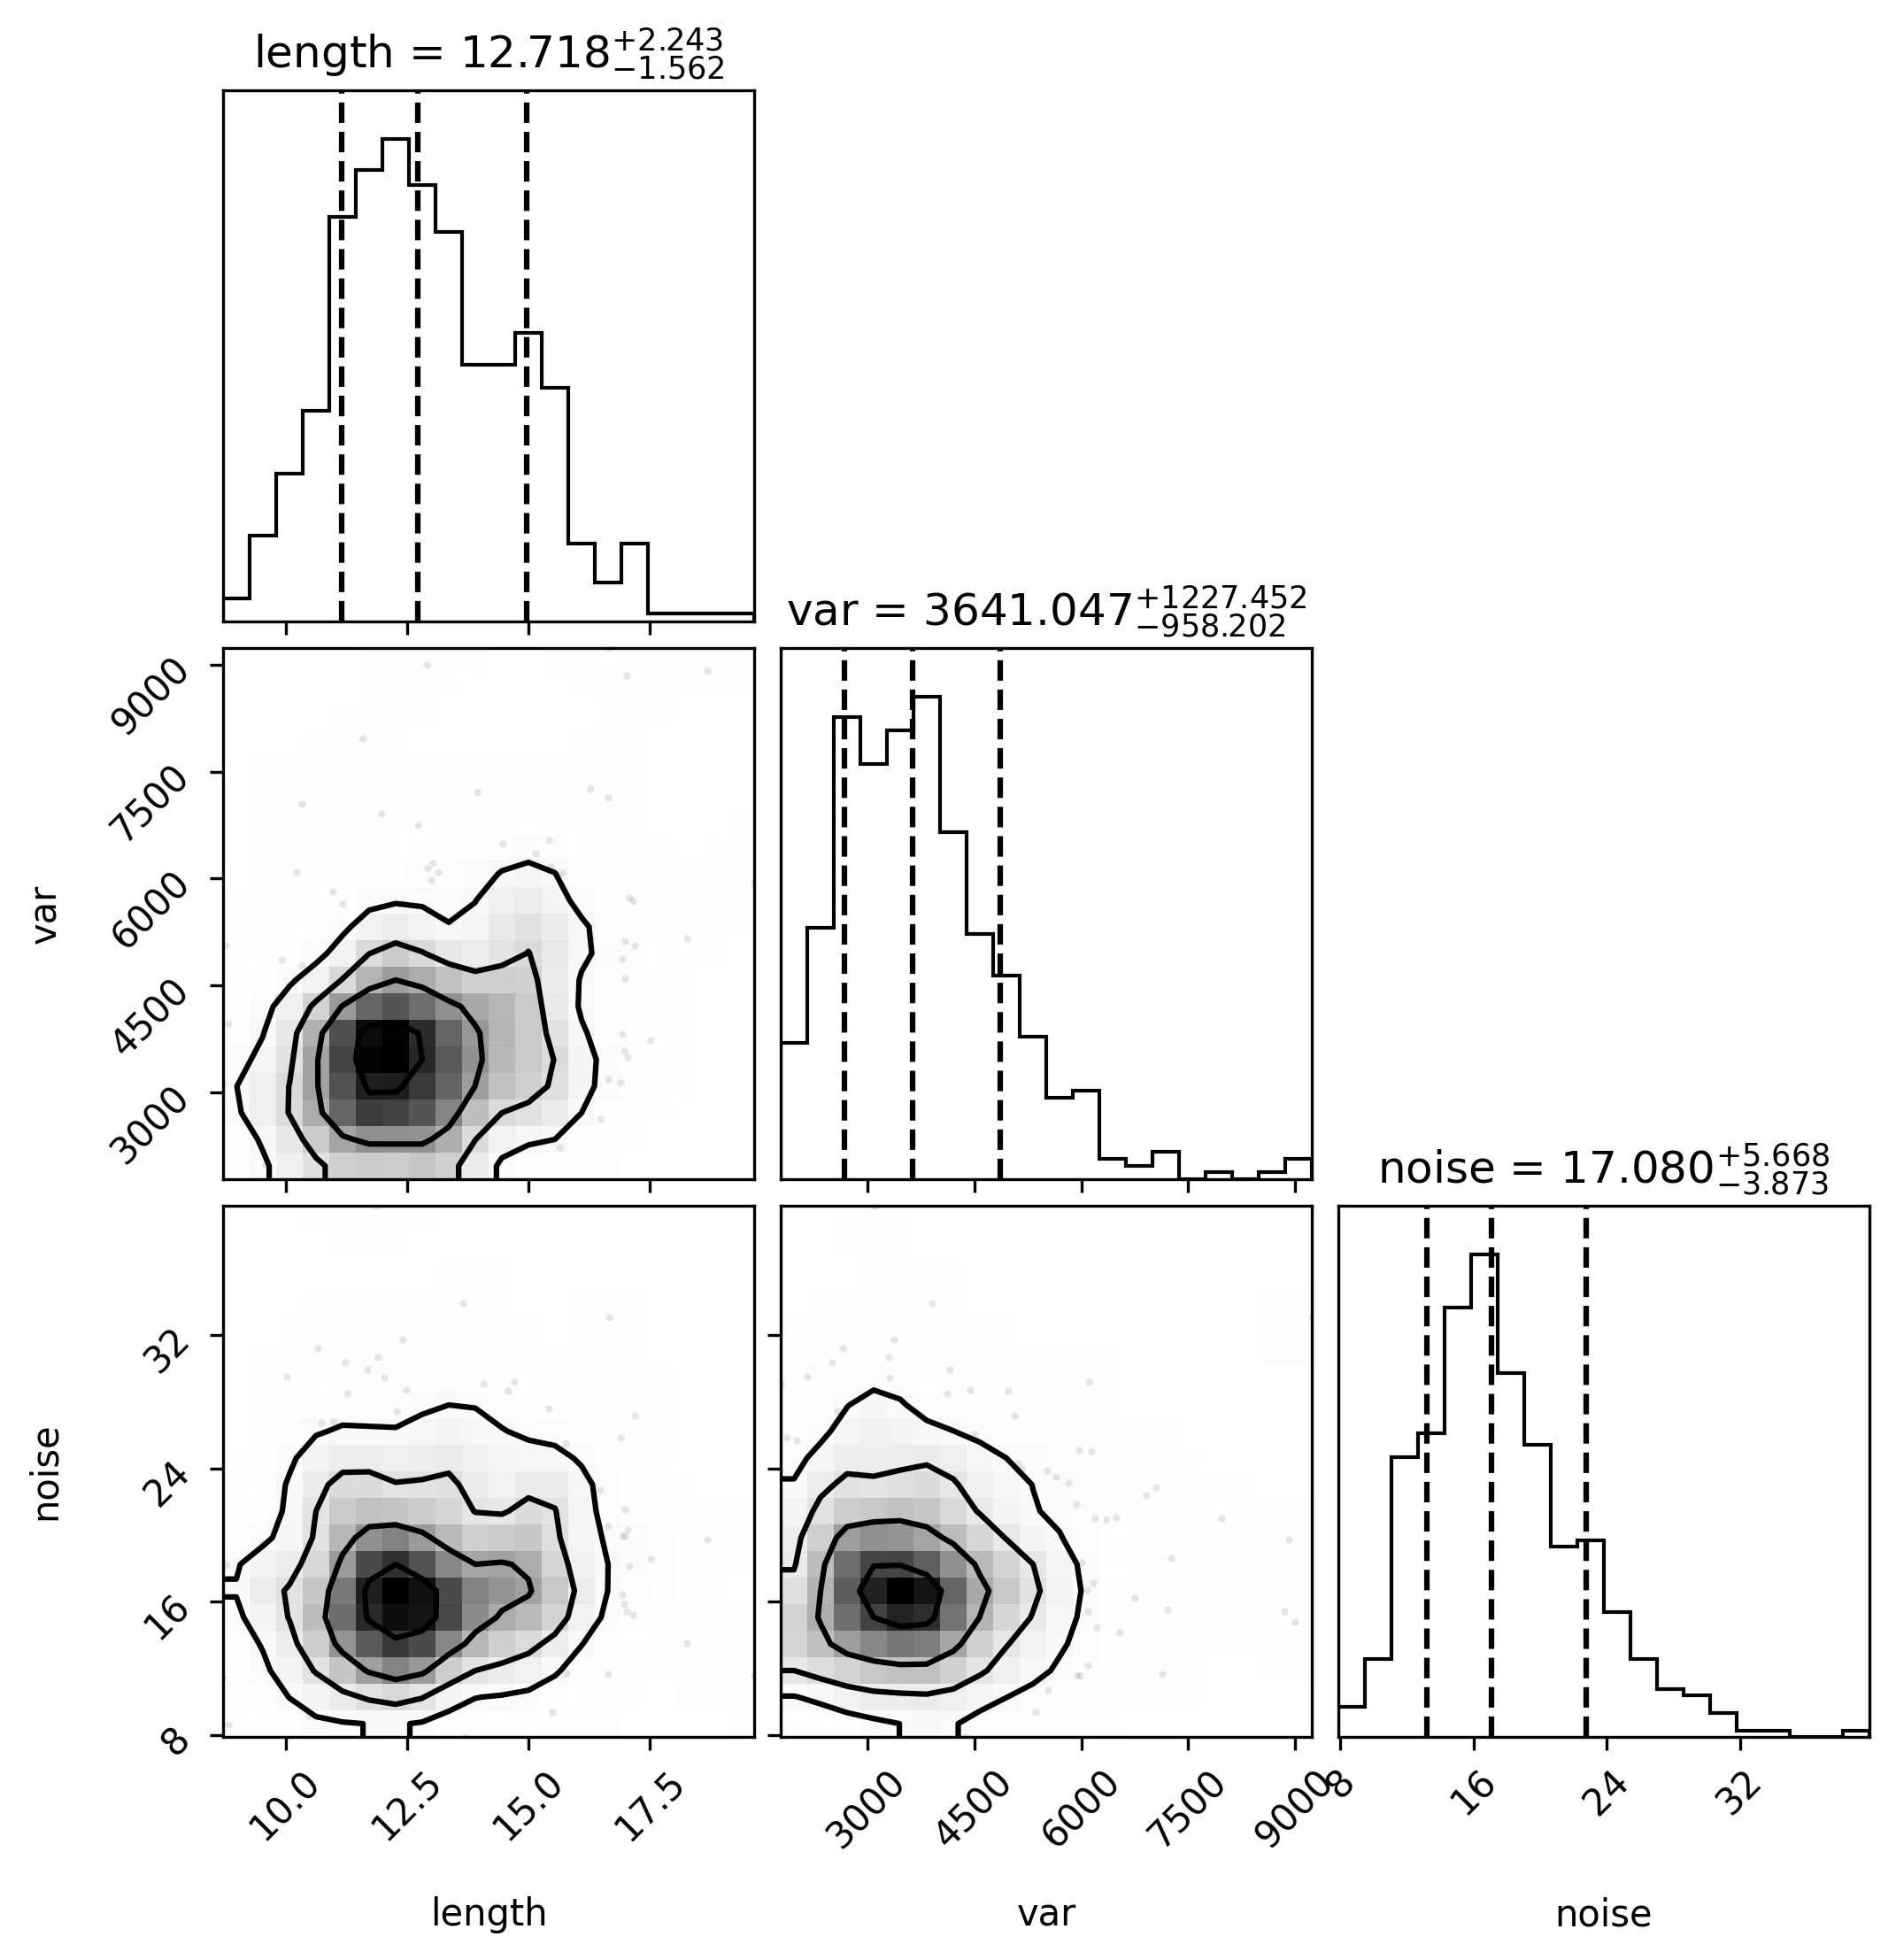 length = 12.718+2.243−1.562
var = 3641.047+1227.452−958.202
9000
7500
6000
4500
3000
var
noise = 17.080+5.668−3.873
32
24
16
8
noise
10.0 12.5 15.0 17.5
3000 4500 6000 7500 9000
8 16 24 32
length
var
noise